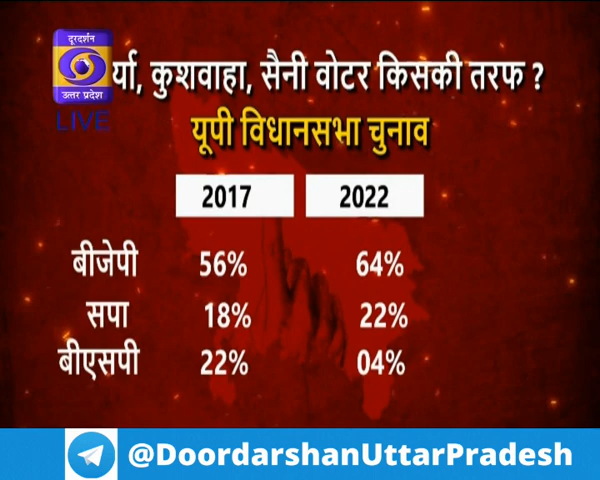 दूरदर्शन
उत्तर प्रदेश
LIVE
र्या, कुशवाहा, सैनी वोटर किसकी तरफ ?
यूपी विधानसभा चुनाव
2017 2022
बीजेपी 56% 64%
सपा 18% 22%
बीएसपी 22% 04%
@DoordarshanUttarPradesh